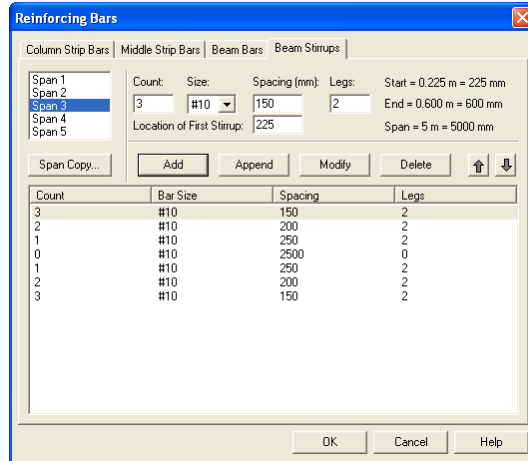 Reinforcing Bars
Column Strip Bars Middle Strip Bars Beam Bars Beam Stirrups
Span 1
Span 2
Span 3
Span 4
Span 5
Count: Size: Spacing (mm): Legs: Start = 0.225 m = 225 mm
3 #10 150 2 End = 0.600 m = 600 mm
Location of First Stirrup: 225 Span = 5 m = 5000 mm
Span Copy... Add Append Modify Delete
Count Bar Size Spacing Legs
3 #10 150 2
2 #10 200 2
1 #10 250 2
0 #10 2500 0
1 #10 250 2
2 #10 200 2
3 #10 150 2
OK Cancel Help